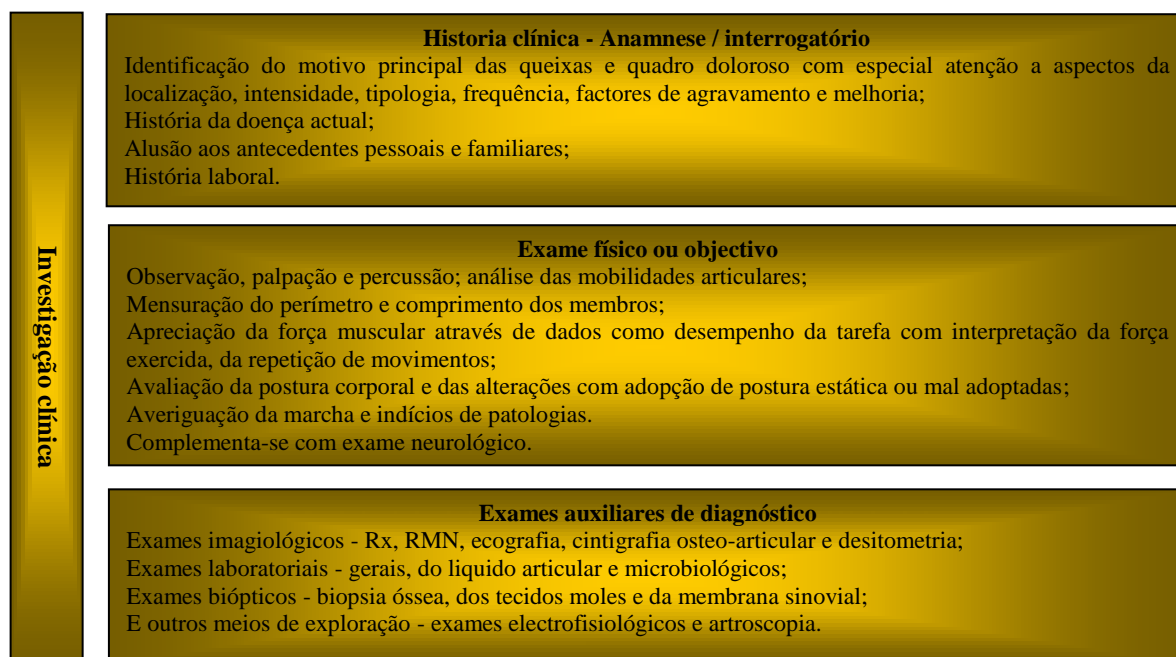 Investigação clínica
Historia clínica - Anamnese / interrogatório
Identificação do motivo principal das queixas e quadro doloroso com especial atenção a aspectos da
localização, intensidade, tipologia, frequência, factores de agravamento e melhoria;
História da doença actual;
Alusão aos antecedentes pessoais e familiares;
História laboral.
Exame físico ou objectivo
Observação, palpação e percussão; análise das mobilidades articulares;
Mensuração do perímetro e comprimento dos membros;
Apreciação da força muscular através de dados como desempenho da tarefa com interpretação da força
exercida, da repetição de movimentos;
Avaliação da postura corporal e das alterações com adopção de postura estática ou mal adoptadas;
Averiguação da marcha e indícios de patologias.
Complementa-se com exame neurológico.
Exames auxiliares de diagnóstico
Exames imagiológicos - Rx, RMN, ecografia, cintigrafia osteo-articular e desitometria;
Exames laboratoriais - gerais, do liquido articular e microbiológicos;
Exames biópticos - biopsia óssea, dos tecidos moles e da membrana sinovial;
E outros meios de exploração - exames electrofisiológicos e artroscopia.